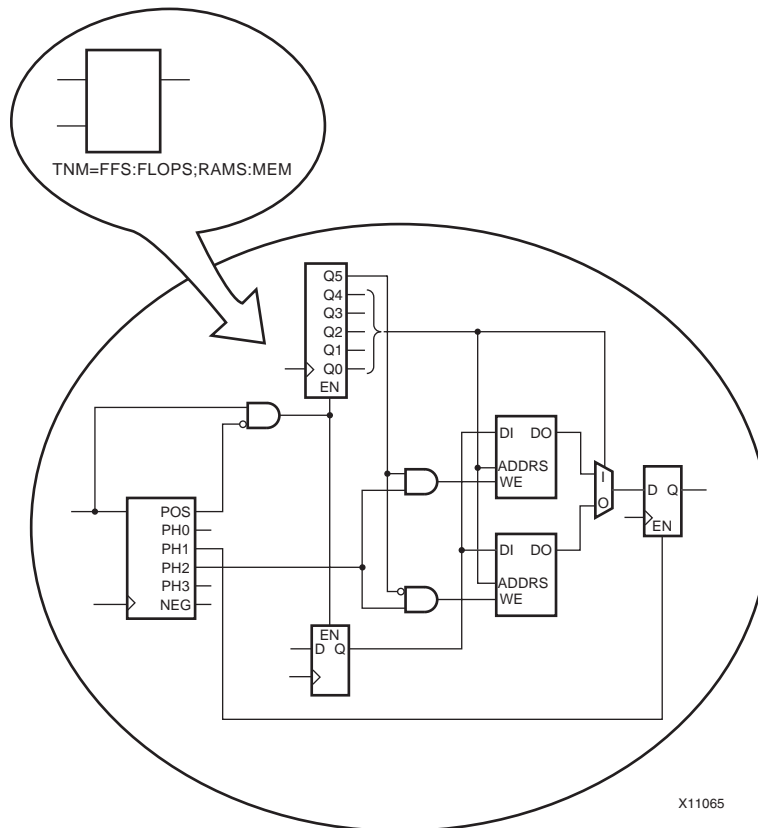 TNM=FFS:FLOPS;RAMS:MEM
Q5
Q4
Q3
Q2
Q1
Q0
EN
DI DO
ADDRS
WE
I
O
D Q
EN
POS
PH0
PH1
PH2
PH3
NEG
DI DO
ADDRS
WE
EN
D Q
X11065